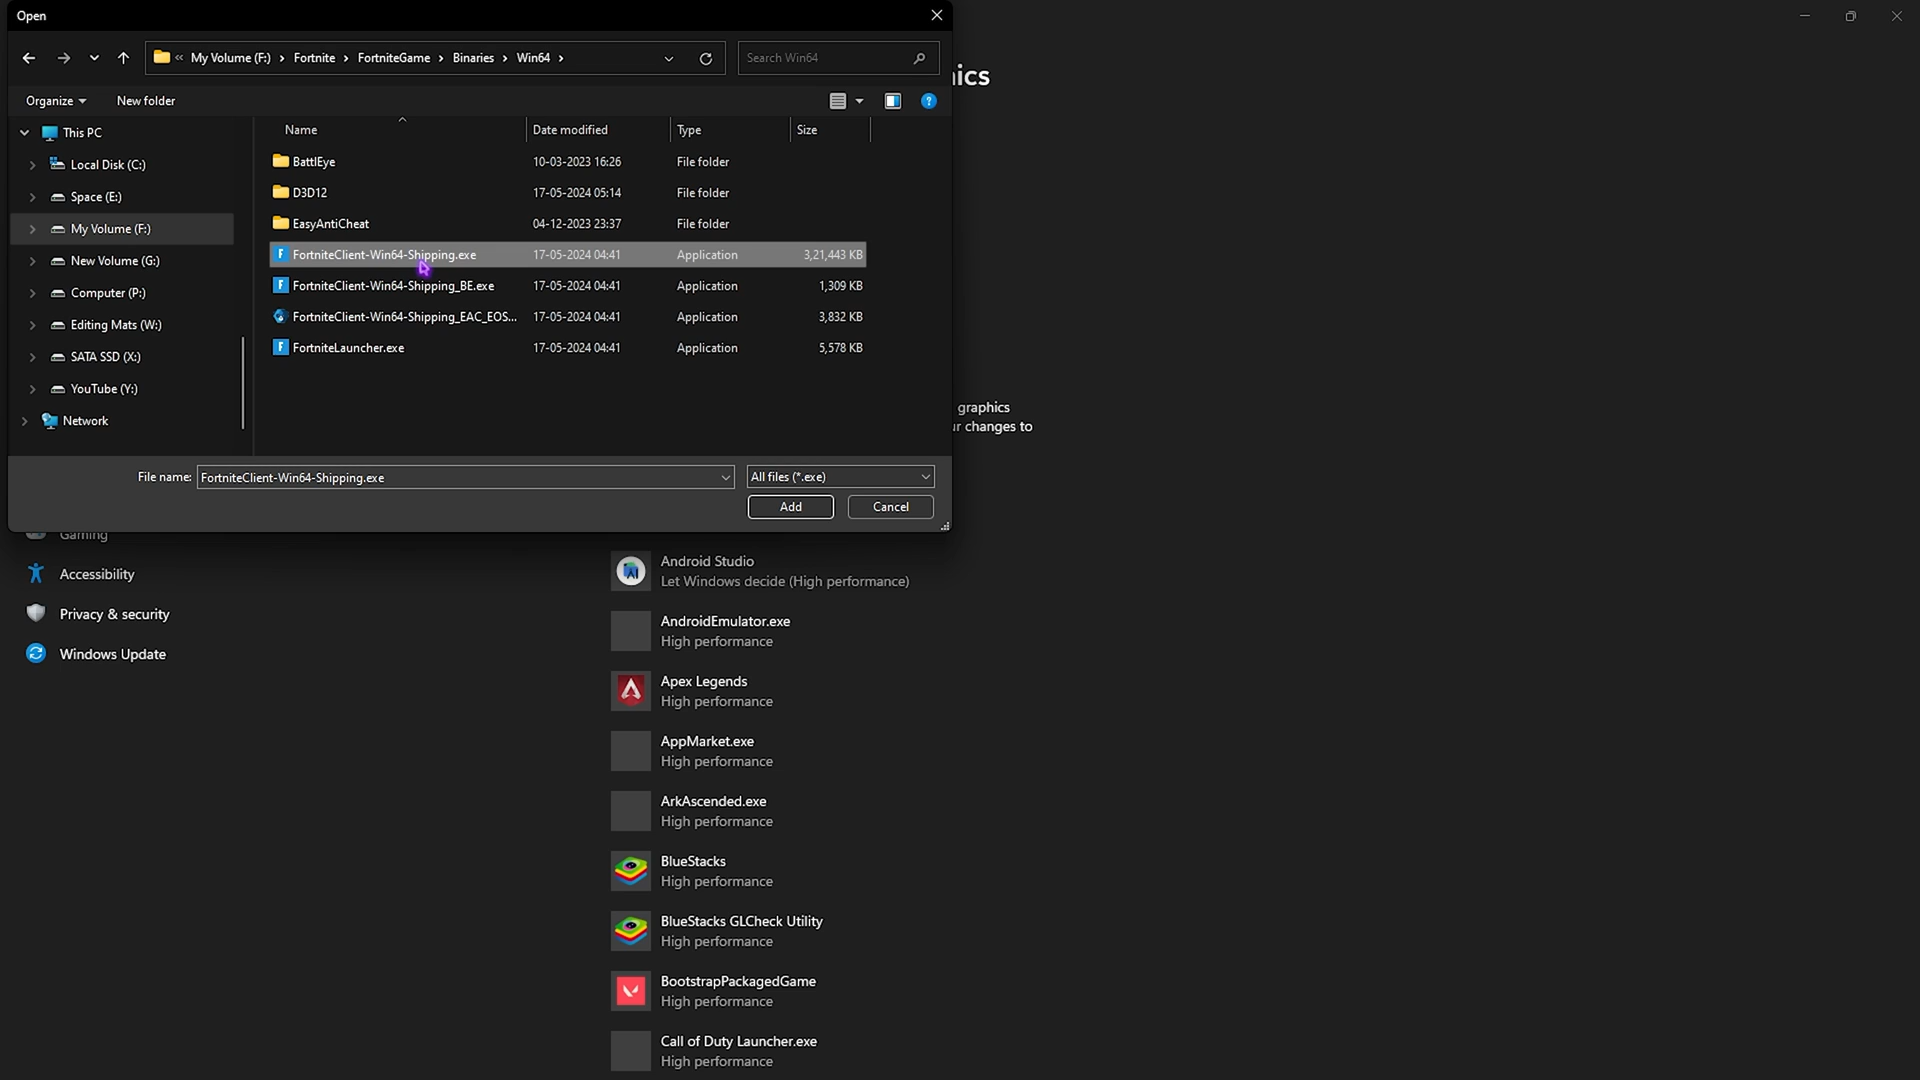 Open
« My Volume (F:) › Fortnite › FortniteGame › Binaries › Win64 ›
Search Win64
ics
Organize
New folder
?
Name
Date modified
Type
Size
This PC
Local Disk (C:)
Space (E:)
My Volume (F:)
New Volume (G:)
Computer (P:)
Editing Mats (W:)
SATA SSD (X:)
YouTube (Y:)
Network
BattlEye 10-03-2023 16:26 File folder
D3D12 17-05-2024 05:14 File folder
EasyAntiCheat 04-12-2023 23:37 File folder
FortniteClient-Win64-Shipping.exe 17-05-2024 04:41 Application 3,21,443 KB
FortniteClient-Win64-Shipping_BE.exe 17-05-2024 04:41 Application 1,309 KB
FortniteClient-Win64-Shipping_EAC_EOS... 17-05-2024 04:41 Application 3,832 KB
FortniteLauncher.exe 17-05-2024 04:41 Application 5,578 KB
graphics
ur changes to
File name: FortniteClient-Win64-Shipping.exe
All files (*.exe)
Add
Cancel
Gaming
Accessibility
Privacy & security
Windows Update
Android Studio
Let Windows decide (High performance)
AndroidEmulator.exe
High performance
Apex Legends
High performance
AppMarket.exe
High performance
ArkAscended.exe
High performance
BlueStacks
High performance
BlueStacks GLCheck Utility
High performance
BootstrapPackagedGame
High performance
Call of Duty Launcher.exe
High performance